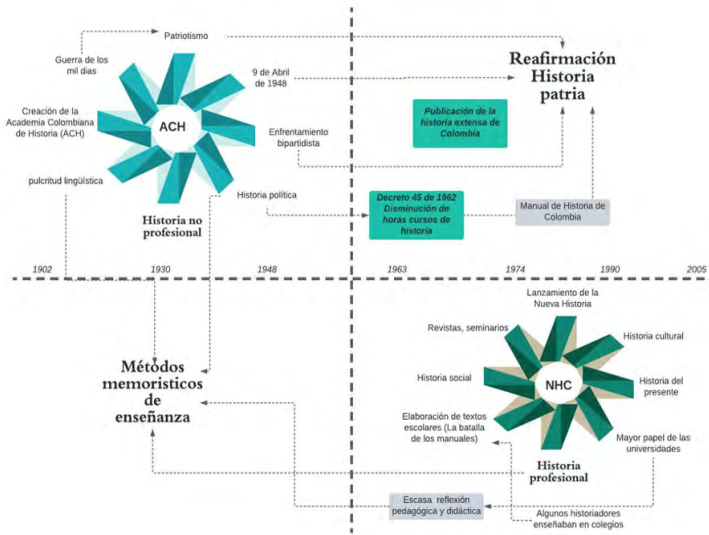 Patriotismo
Guerra de los
mil dias
9 de Abril
de 1948
Creación de la
Academia Colombiana
de Historia (ACH)
ACH
Enfrentamiento
bipartidista
pulcritud lingüística
Historia política
Historia no
profesional
Reafirmación
Historia
patria
Publicación de la
historia extensa de
Colombia
Decreto 45 de 1962
Disminución de
horas cursos de
historia
Manual de Historia de
Colombia
1902
1930
1948
1963
1974
1990
2005
Métodos
memoristicos
de
enseñanza
Lanzamiento de la
Nueva Historia
Revistas, seminarios
Historia cultural
Historia social
NHC
Historia del
presente
Elaboración de textos
escolares (La batalla
de los manuales)
Mayor papel de las
universidades
Historia
profesional
Escasa reflexión
pedagógica y didáctica
Algunos historiadores
enseñaban en colegios